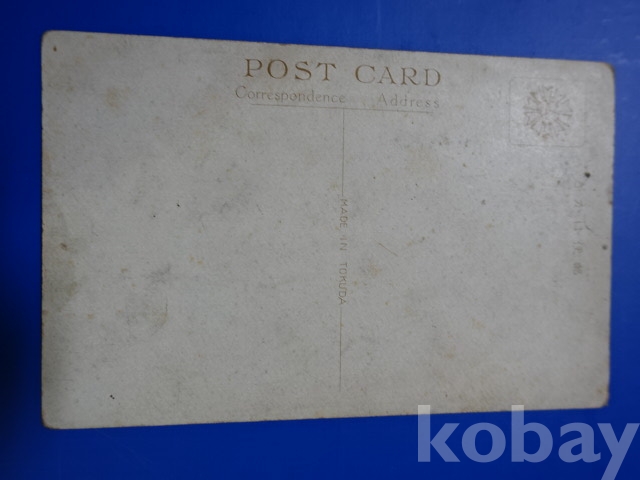 POST CARD
Correspondence Address
MADE IN TOKUDA
kobay